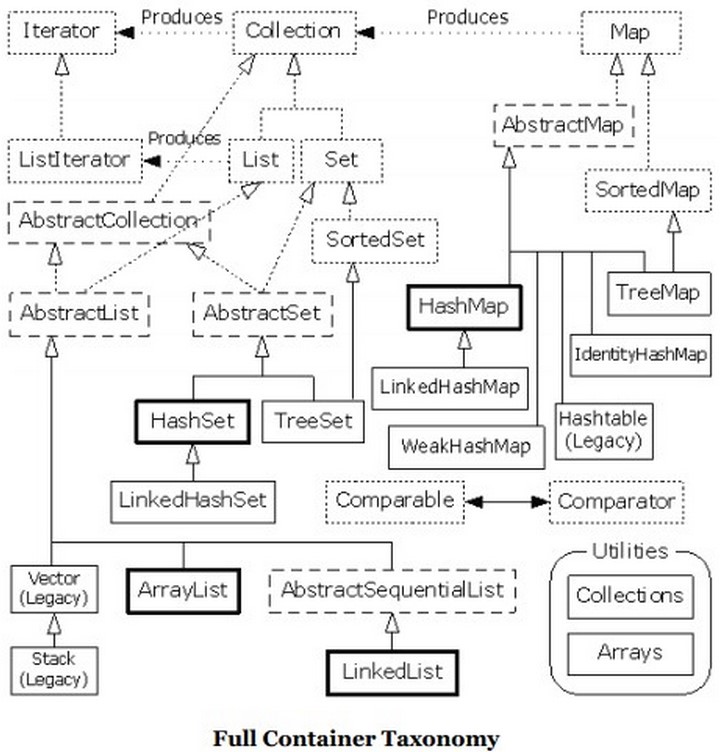 Produces
Produces
Iterator
Collection
Map
AbstractMap
Produces
ListIterator
List
Set
SortedMap
AbstractCollection
SortedSet
AbstractList
AbstractSet
HashMap
TreeMap
IdentityHashMap
LinkedHashMap
HashSet
TreeSet
Hashtable
(Legacy)
WeakHashMap
LinkedHashSet
Comparable
Comparator
Utilities
Vector
(Legacy)
ArrayList
AbstractSequentialList
Collections
Arrays
Stack
(Legacy)
LinkedList
Full Container Taxonomy